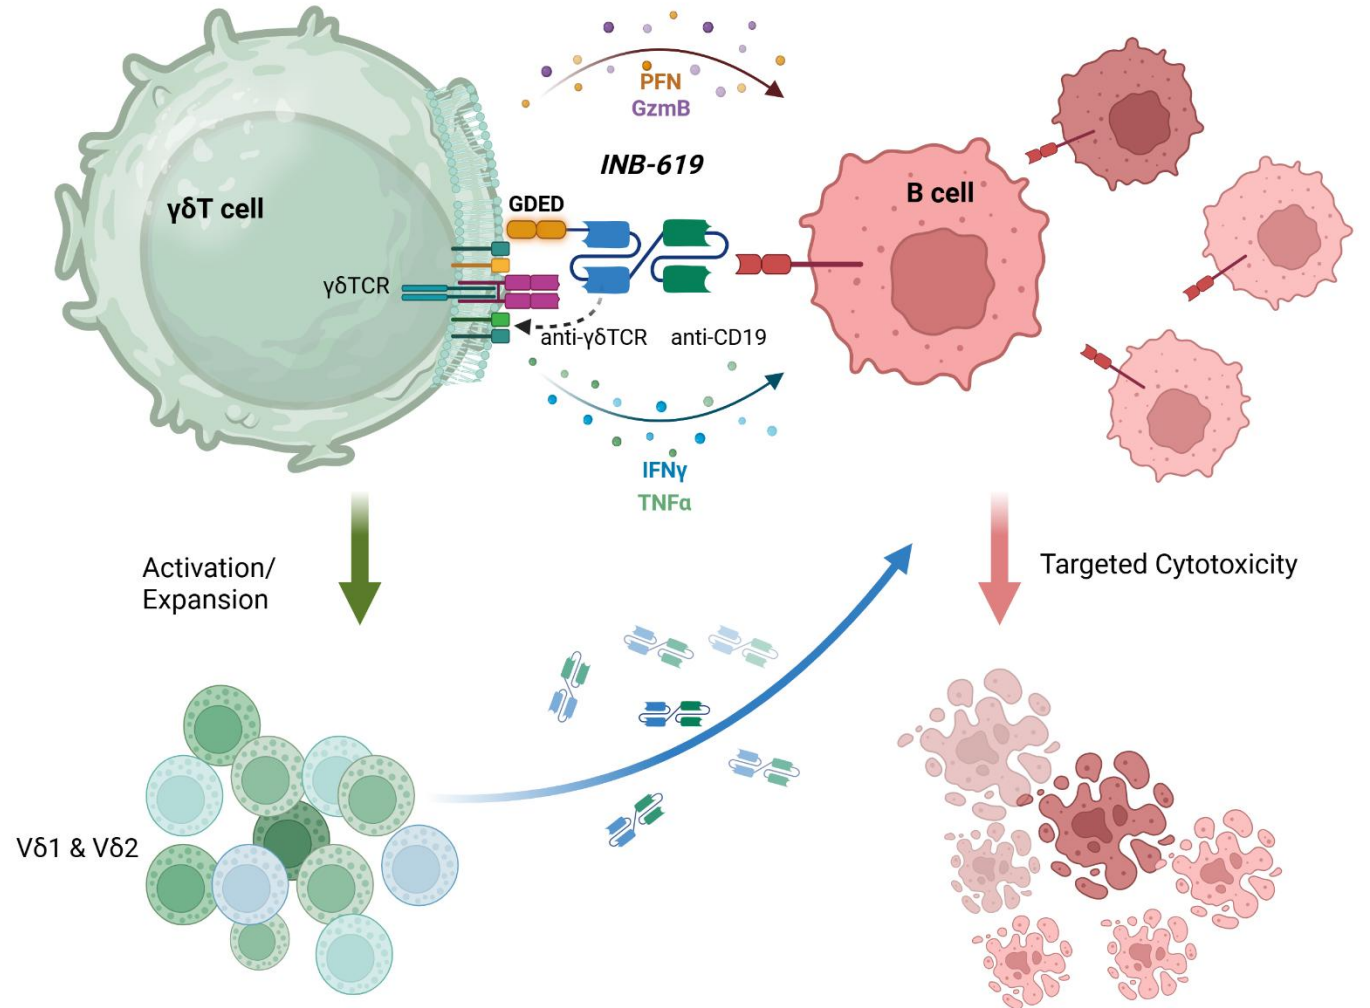 PFN
GzmB
INB-619
γδT cell
GDED
B cell
γδTCR
anti-γδTCR
anti-CD19
IFNγ
TNFα
Activation/
Expansion
Targeted Cytotoxicity
Vδ1 & Vδ2